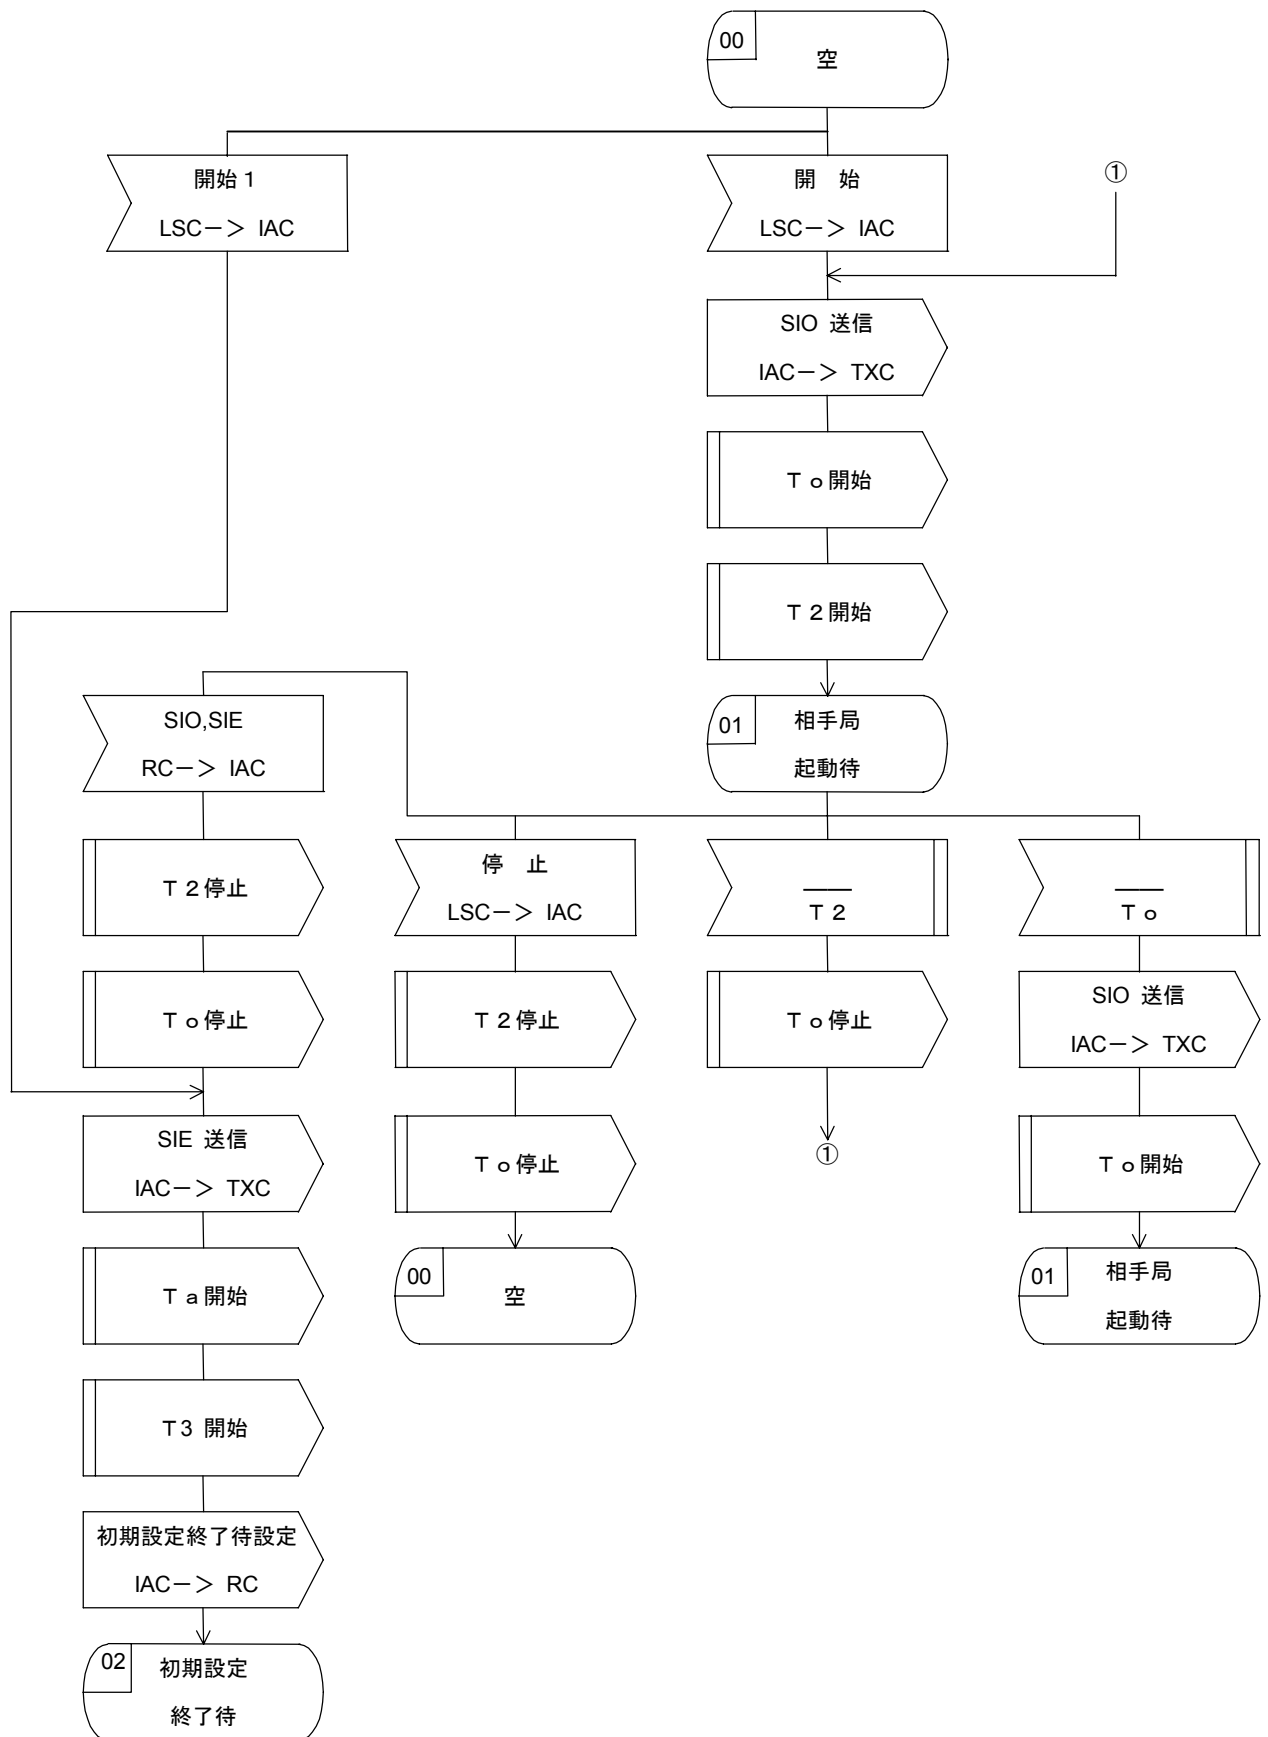 00
空
開始1
LSC－＞ IAC
開　始
LSC－＞ IAC
①
SIO 送信
IAC－＞ TXC
Ｔｏ開始
Ｔ２開始
01
相手局
起動待
SIO,SIE
RC－＞ IAC
Ｔ２停止
停　止
LSC－＞ IAC
Ｔ２
Ｔｏ
Ｔｏ停止
Ｔ２停止
Ｔｏ停止
SIO 送信
IAC－＞ TXC
SIE 送信
IAC－＞ TXC
Ｔｏ停止
①
Ｔｏ開始
Ｔａ開始
00
空
01
相手局
起動待
Ｔ3 開始
初期設定終了待設定
IAC－＞ RC
02
初期設定
終了待